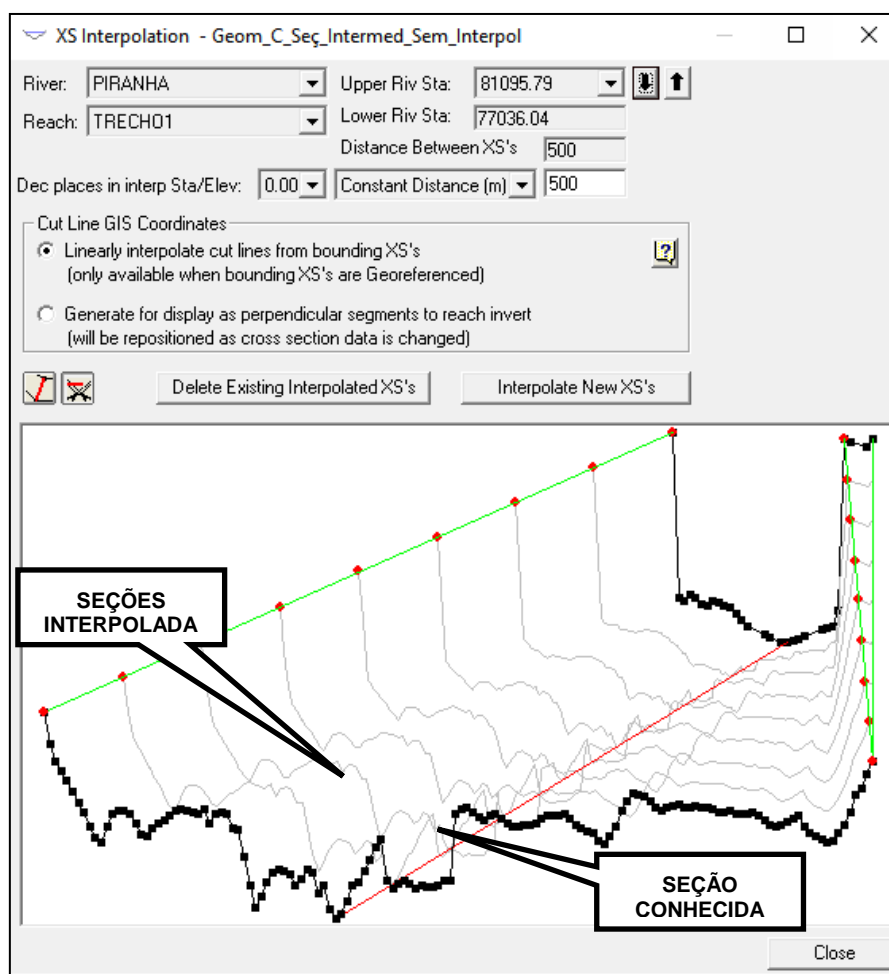 XS Interpolation - Geom_C_Seç_Intermed_Sem_Interpol
River: PIRANHA Upper Riv Sta: 81095.79
Reach: TRECHO1 Lower Riv Sta: 77036.04
Distance Between XS's 500
Dec places in interp Sta/Elev: 0.00 Constant Distance (m) 500
Cut Line GIS Coordinates
Linearly interpolate cut lines from bounding XS's
(only available when bounding XS's are Georeferenced)
?
Generate for display as perpendicular segments to reach invert
(will be repositioned as cross section data is changed)
Delete Existing Interpolated XS's Interpolate New XS's
SEÇÕES
INTERPOLADA
SEÇÃO
CONHECIDA
Close